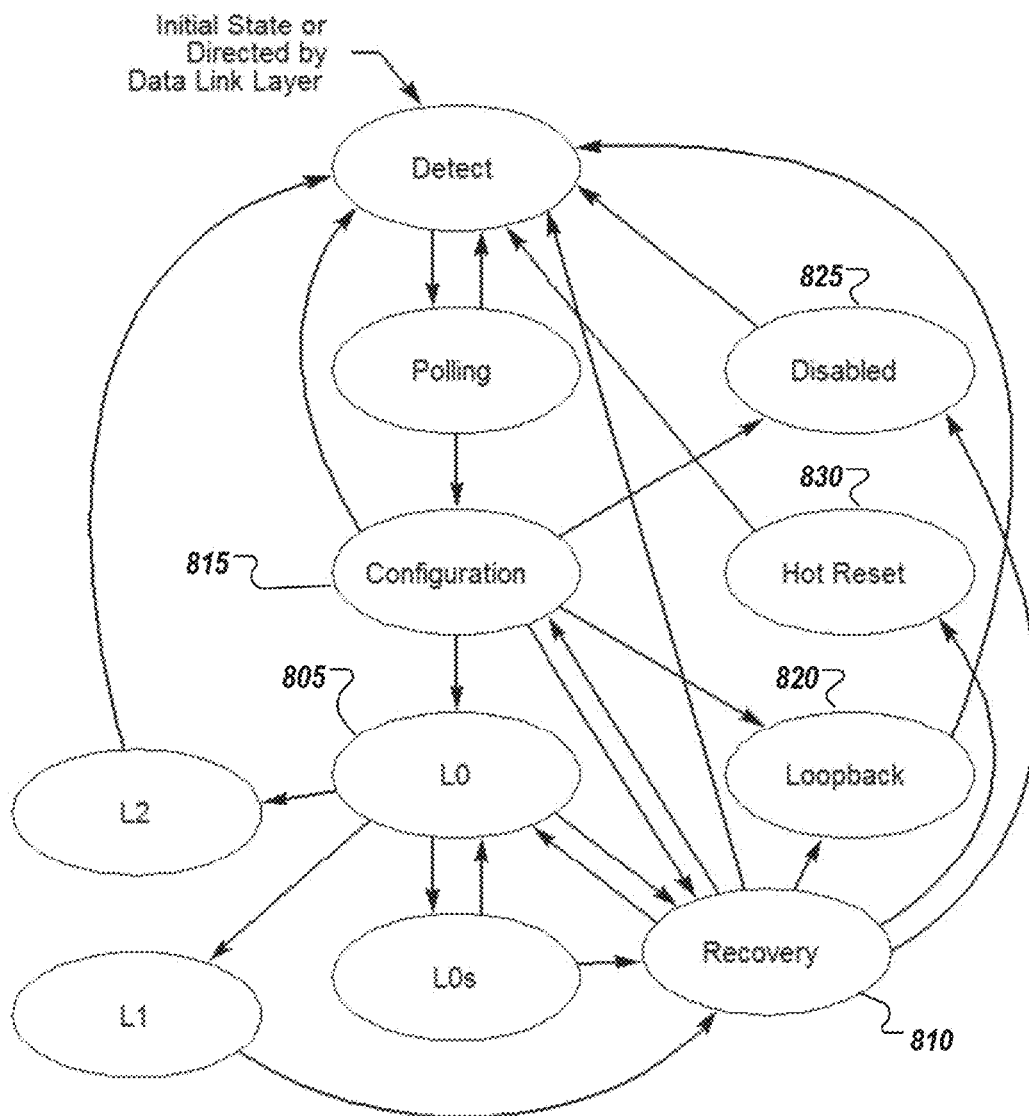 Initial State or
Directed by
Data Link Layer
Detect
825
Polling
Disabled
830
815
Configuration
Hot Reset
805
820
L0
Loopback
L2
L0s
Recovery
L1
810